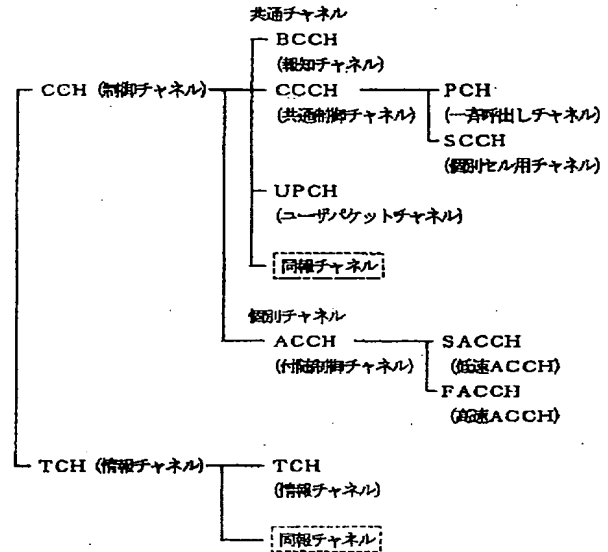 共通チャネル
BCCH
(報知チャネル)
CCH (制御チャネル)
CCCH
(共通制御チャネル)
PCH
(一斉呼出しチャネル)
SCCH
(個別セル用チャネル)
UPCH
(ユーザパケットチャネル)
同報チャネル
個別チャネル
ACCH
(付随制御チャネル)
SACCH
(低速ACCH)
FACCH
(高速ACCH)
TCH (情報チャネル)
TCH
(情報チャネル)
同報チャネル